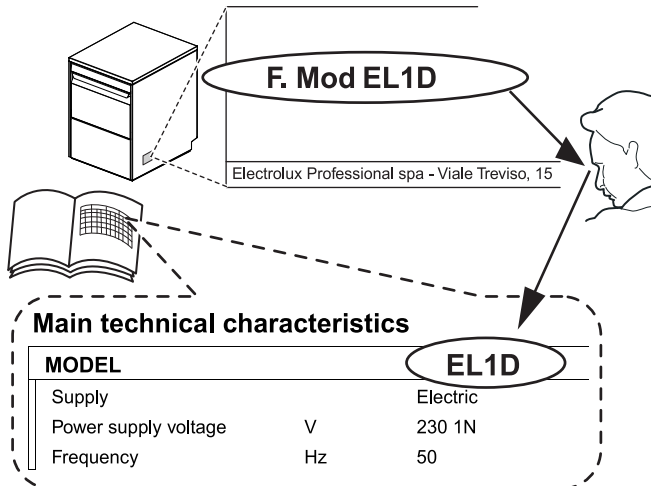 F. Mod EL1D
Electrolux Professional spa - Viale Treviso, 15
Main technical characteristics
MODEL EL1D
Supply Electric
Power supply voltage V 230 1N
Frequency Hz 50